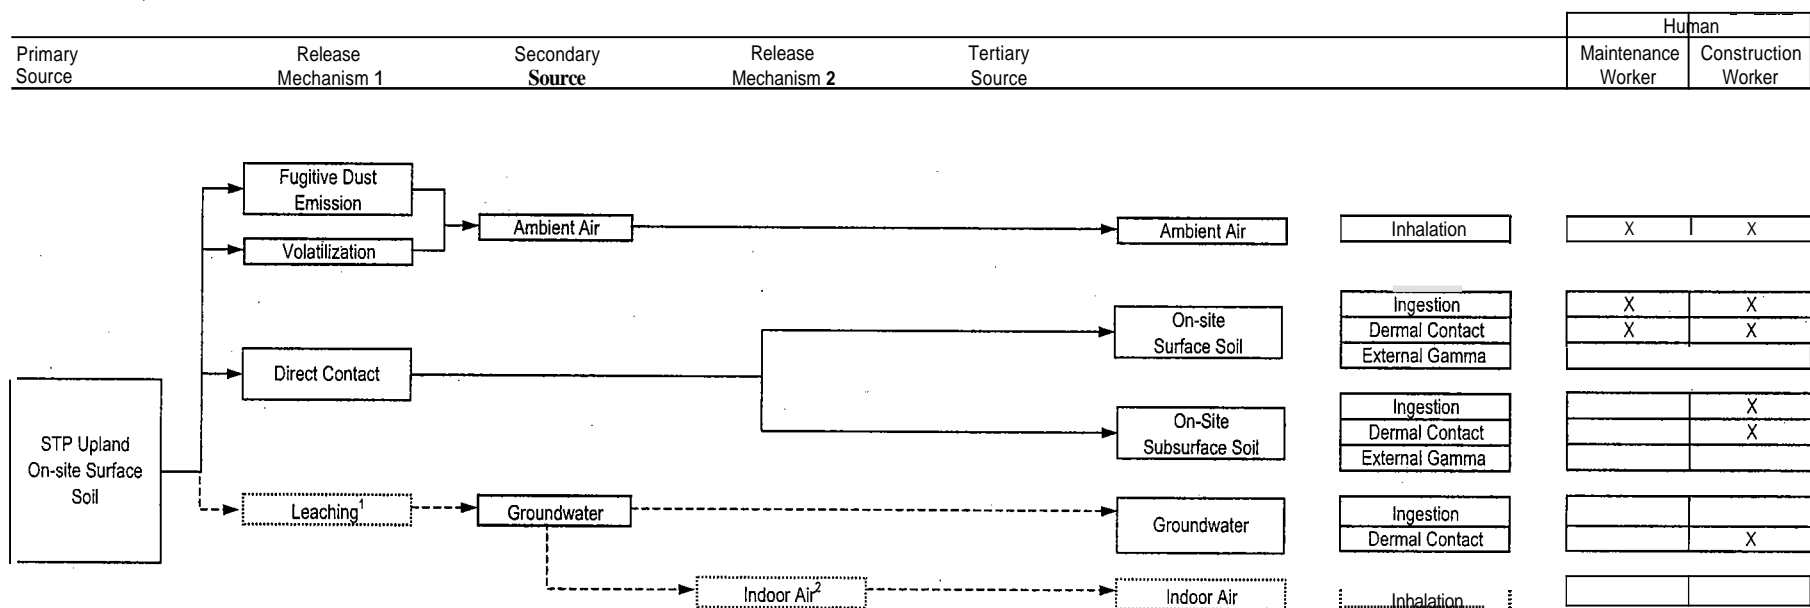 Human
Primary Source
Release Mechanism 1
Secondary Source
Release Mechanism 2
Tertiary Source
Maintenance Worker
Construction Worker
Fugitive Dust
Emission
Volatilization
Ambient Air
Ambient Air
Inhalation
X X
Direct Contact
On-site
Surface Soil
Ingestion
X X
Dermal Contact
X X
External Gamma
On-Site
Subsurface Soil
Ingestion
X
Dermal Contact
X
External Gamma
STP Upland
On-site Surface
Soil
Leaching1
Groundwater
Groundwater
Ingestion
Dermal Contact
X
Indoor Air2
Indoor Air
Inhalation